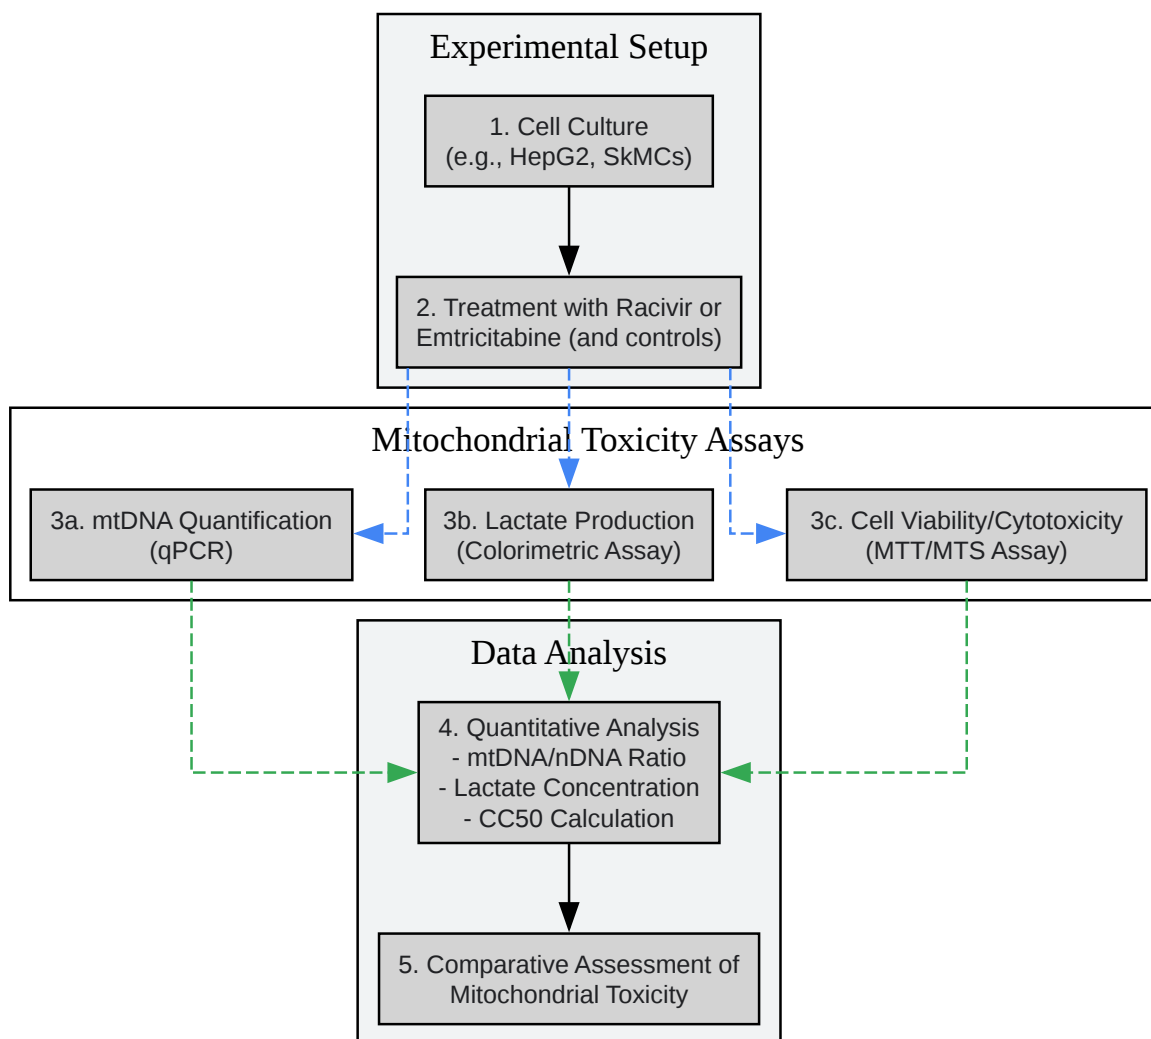 Experimental Setup
1. Cell Culture
(e.g., HepG2, SkMCs)
2. Treatment with Racivir or
Emtricitabine (and controls)
Mitochondrial Toxicity Assays
3a. mtDNA Quantification
(qPCR)
3b. Lactate Production
(Colorimetric Assay)
3c. Cell Viability/Cytotoxicity
(MTT/MTS Assay)
Data Analysis
4. Quantitative Analysis
- mtDNA/nDNA Ratio
- Lactate Concentration
- CC50 Calculation
5. Comparative Assessment of
Mitochondrial Toxicity